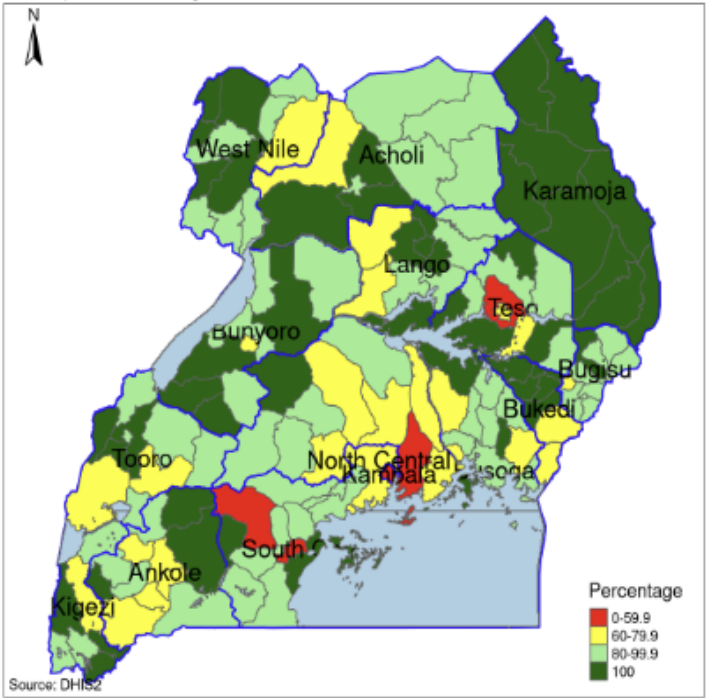 N
West Nile
Acholi
Karamoja
Lango
Teso
Bunyoro
Bugisu
Bukedi
Tooro
North Central
Kampala
soga
South
Ankole
Kigezi
Percentage
0-59.9
60-79.9
80-99.9
100
Source: DHIS2